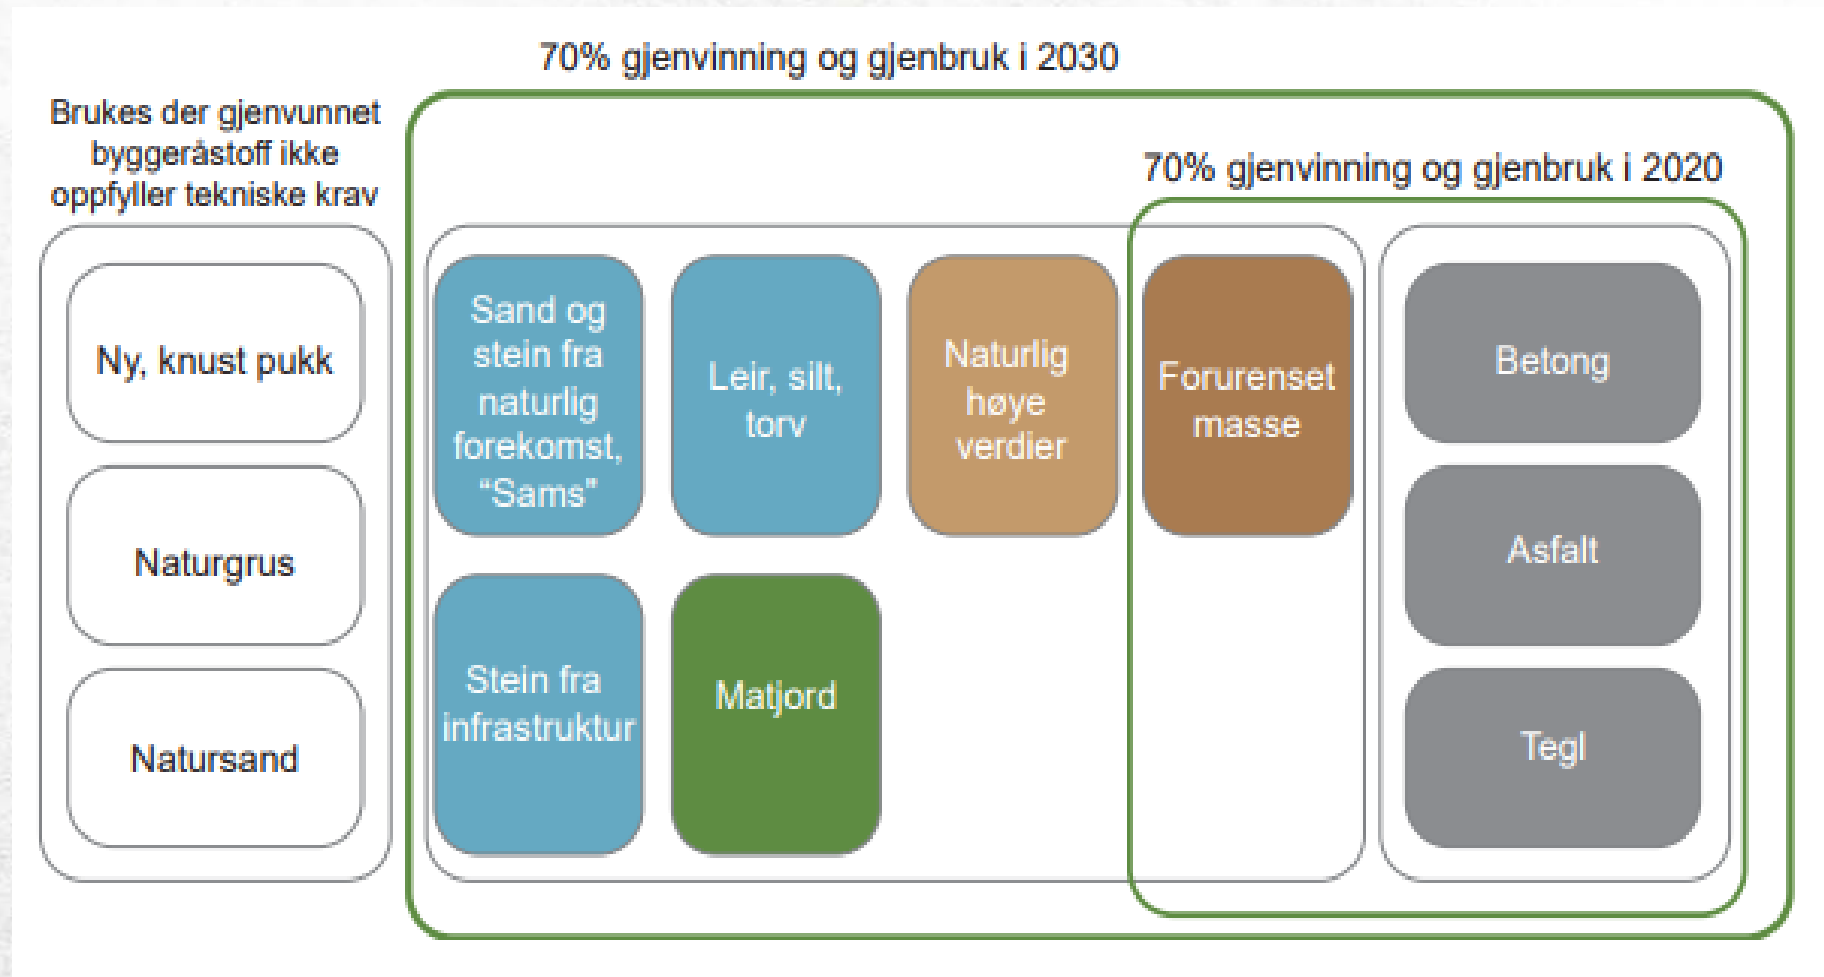 70% gjenvinning og gjenbruk i 2030
Brukes der gjenvunnet
byggeråstoff ikke
oppfyller tekniske krav
70% gjenvinning og gjenbruk i 2020
Ny, knust pukk
Naturgrus
Natursand
Sand og
stein fra
naturlig
forekomst,
“Sams”
Leir, silt,
torv
Naturlig
høye
verdier
Forurenset
masse
Stein fra
infrastruktur
Matjord
Betong
Asfalt
Tegl